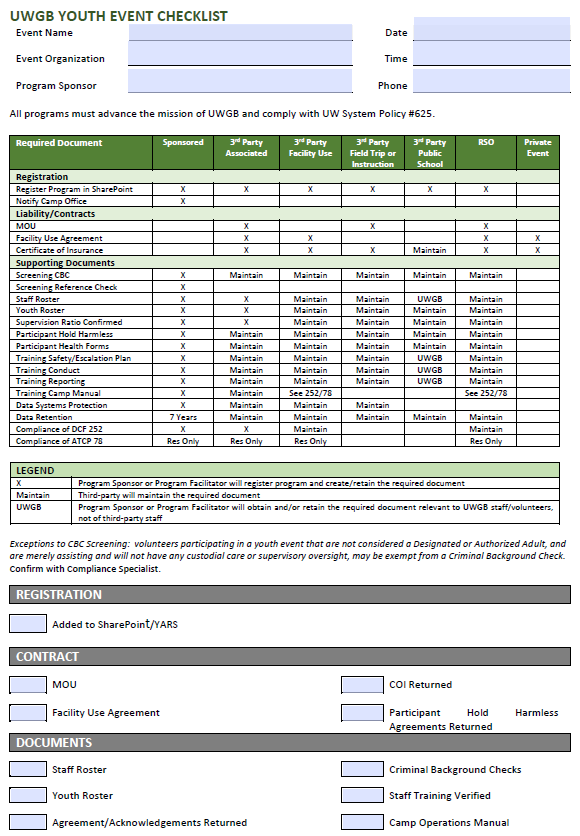 UWGB YOUTH EVENT CHECKLIST
Event Name Date
Event Organization Time
Program Sponsor Phone
All programs must advance the mission of UWGB and comply with UW System Policy #625.
Required Document Sponsored 3rd Party Associated 3rd Party Facility Use 3rd Party Field Trip or Instruction 3rd Party Public School RSO Private Event
Registration
Register Program in SharePoint X X X X X X
Notify Camp Office X
Liability/Contracts
MOU X X X
Facility Use Agreement X X X X
Certificate of Insurance X X X Maintain X X
Supporting Documents
Screening CBC X Maintain Maintain Maintain Maintain Maintain
Screening Reference Check X
Staff Roster X X Maintain Maintain UWGB Maintain
Youth Roster X X Maintain Maintain Maintain Maintain
Supervision Ratio Confirmed X X Maintain Maintain Maintain Maintain
Participant Hold Harmless X Maintain Maintain Maintain Maintain Maintain
Participant Health Forms X Maintain Maintain Maintain Maintain Maintain
Training Safety/Escalation Plan X Maintain Maintain Maintain UWGB Maintain
Training Conduct X Maintain Maintain Maintain UWGB Maintain
Training Reporting X Maintain Maintain Maintain UWGB Maintain
Training Camp Manual X Maintain See 252/78 See 252/78
Data Systems Protection X Maintain Maintain Maintain
Data Retention 7 Years Maintain Maintain Maintain Maintain Maintain
Compliance of DCF 252 X X Maintain Maintain
Compliance of ATCP 78 Res Only Res Only Res Only Res Only
LEGEND
X Program Sponsor or Program Facilitator will register program and create/retain the required document
Maintain Third-party will maintain the required document
UWGB Program Sponsor or Program Facilitator will obtain and/or retain the required document relevant to UWGB staff/volunteers,
not of third-party staff
Exceptions to CBC Screening: volunteers participating in a youth event that are not considered a Designated or Authorized Adult, and
are merely assisting and will not have any custodial care or supervisory oversight, may be exempt from a Criminal Background Check.
Confirm with Compliance Specialist.
REGISTRATION
Added to SharePoint/YARS
CONTRACT
MOU COI Returned
Facility Use Agreement Participant Hold Harmless
Agreements Returned
DOCUMENTS
Staff Roster Criminal Background Checks
Youth Roster Staff Training Verified
Agreement/Acknowledgements Returned Camp Operations Manual